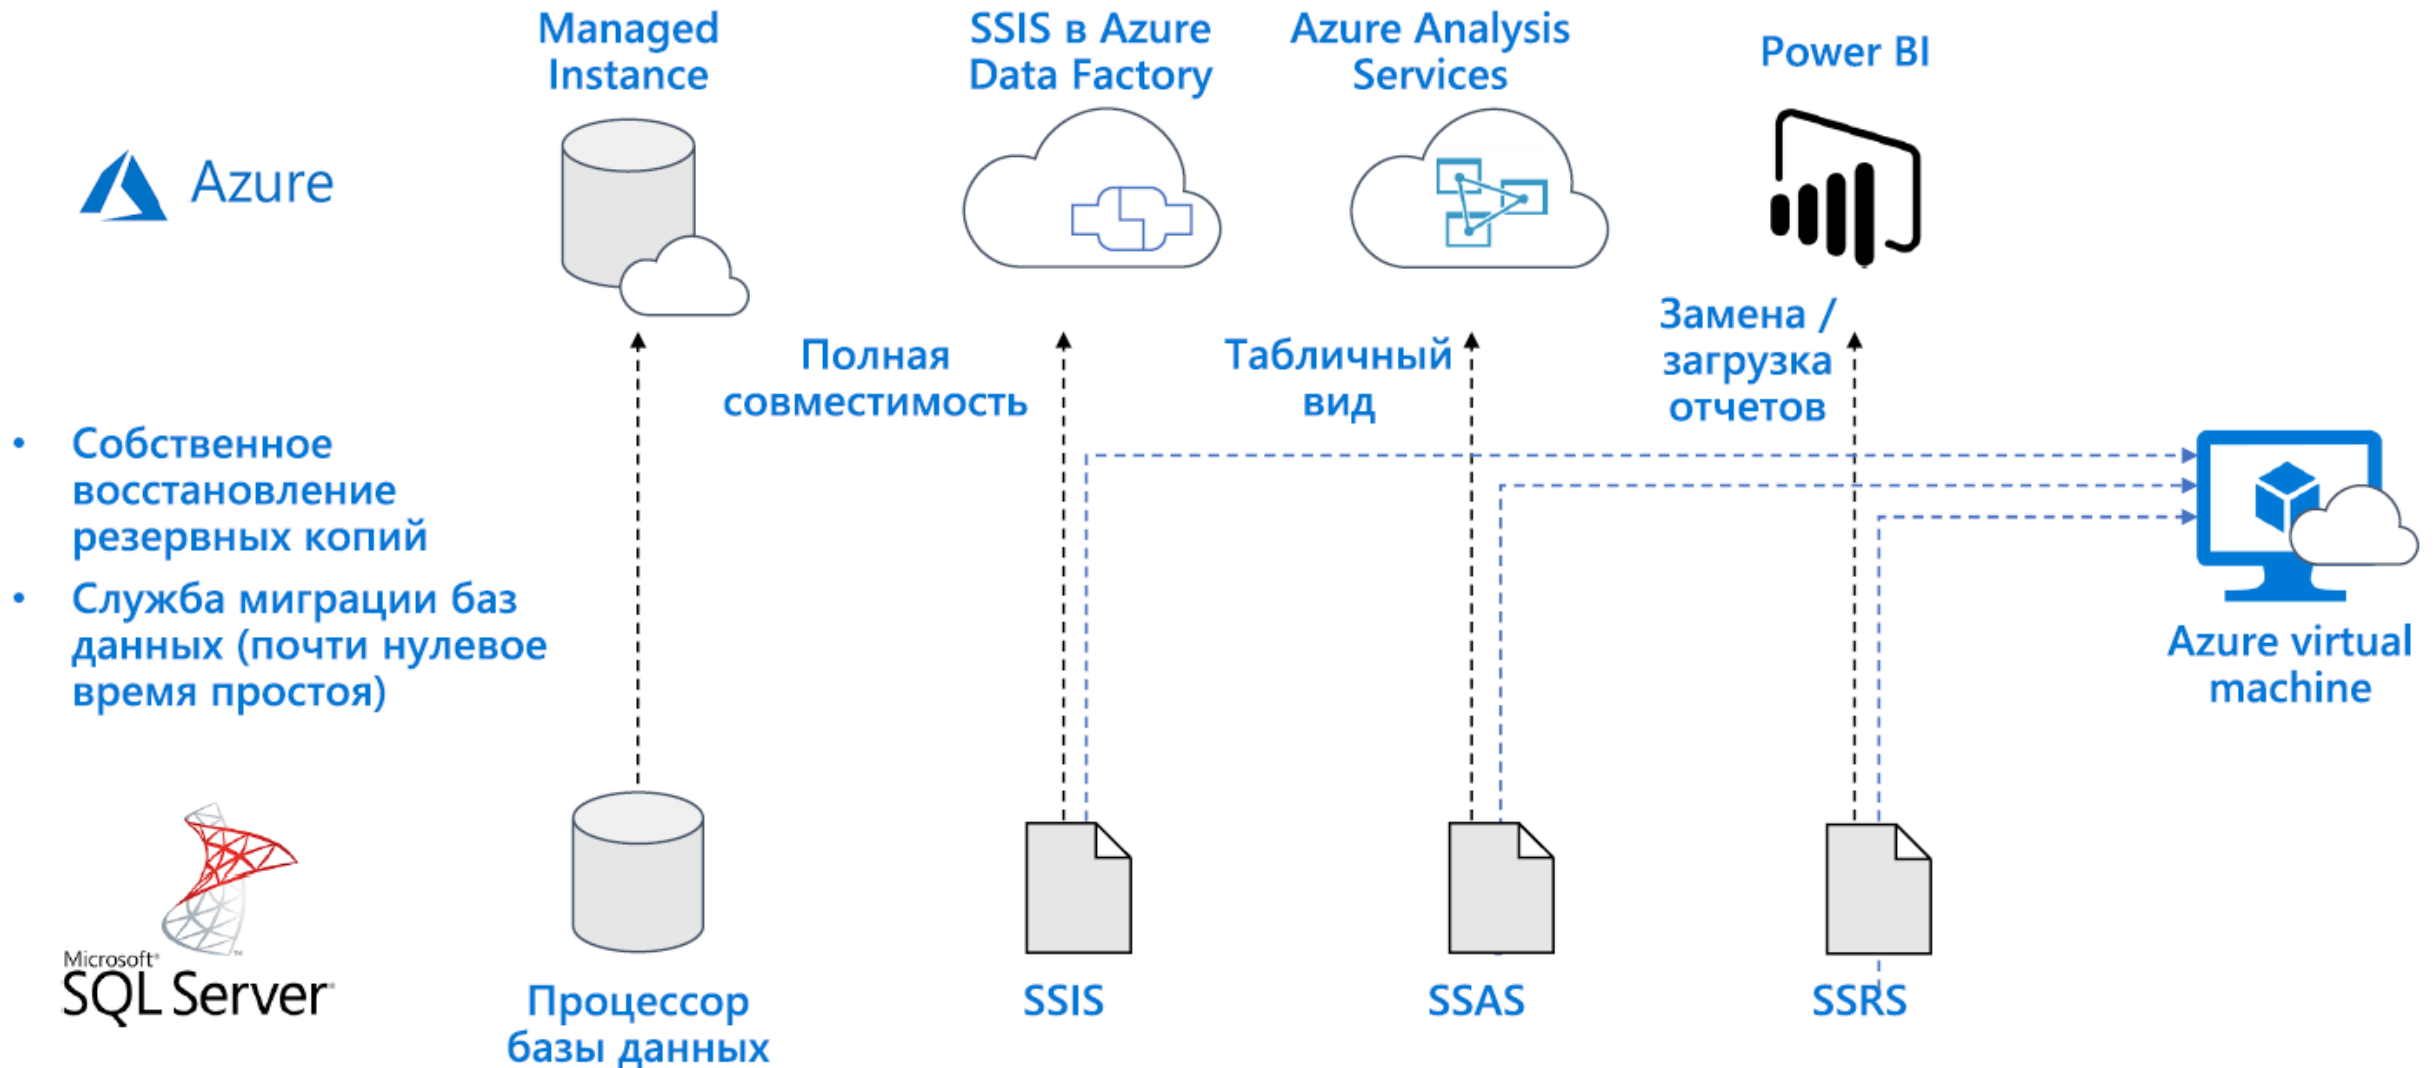 Managed
Instance
SSIS в Azure
Data Factory
Azure Analysis
Services
Power BI
Azure
Полная
совместимость
Табличный
вид
Замена /
загрузка
отчетов
• Собственное
восстановление
резервных копий
• Служба миграции баз
данных (почти нулевое
время простоя)
Azure virtual
machine
Microsoft®
SQL Server
Процессор
базы данных
SSIS
SSAS
SSRS